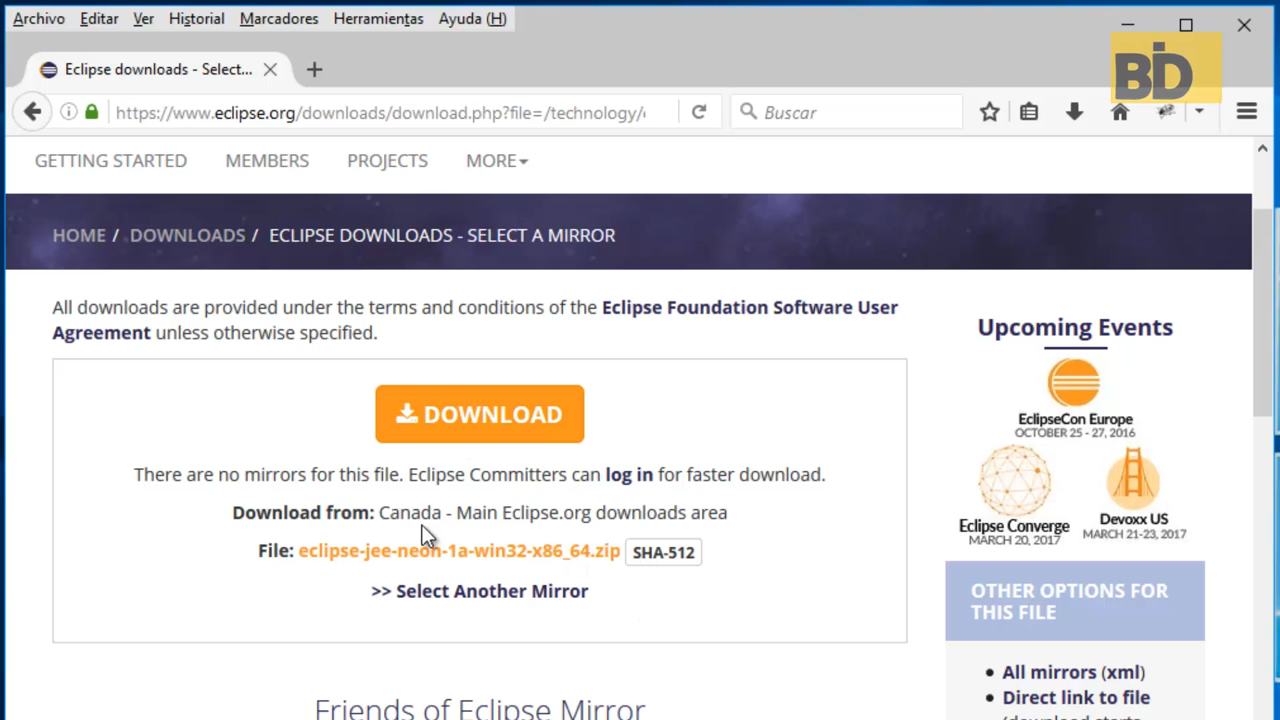 Archivo Editar Ver Historial Marcadores Herramientas Ayuda (H)
BID
Eclipse downloads - Select...
https://www.eclipse.org/downloads/download.php?file=/technology/
Buscar
GETTING STARTED MEMBERS PROJECTS MORE
HOME / DOWNLOADS / ECLIPSE DOWNLOADS - SELECT A MIRROR
All downloads are provided under the terms and conditions of the Eclipse Foundation Software User
Agreement unless otherwise specified.
DOWNLOAD
There are no mirrors for this file. Eclipse Committers can log in for faster download.
Download from: Canada - Main Eclipse.org downloads area
File: eclipse-jee-neon-1a-win32-x86_64.zip SHA-512
>> Select Another Mirror
Friends of Eclipse Mirror
Upcoming Events
EclipseCon Europe
OCTOBER 25 - 27, 2016
Eclipse Converge
MARCH 20, 2017
Devoxx US
MARCH 21-23, 2017
OTHER OPTIONS FOR
THIS FILE
• All mirrors (xml)
• Direct link to file
(download starts